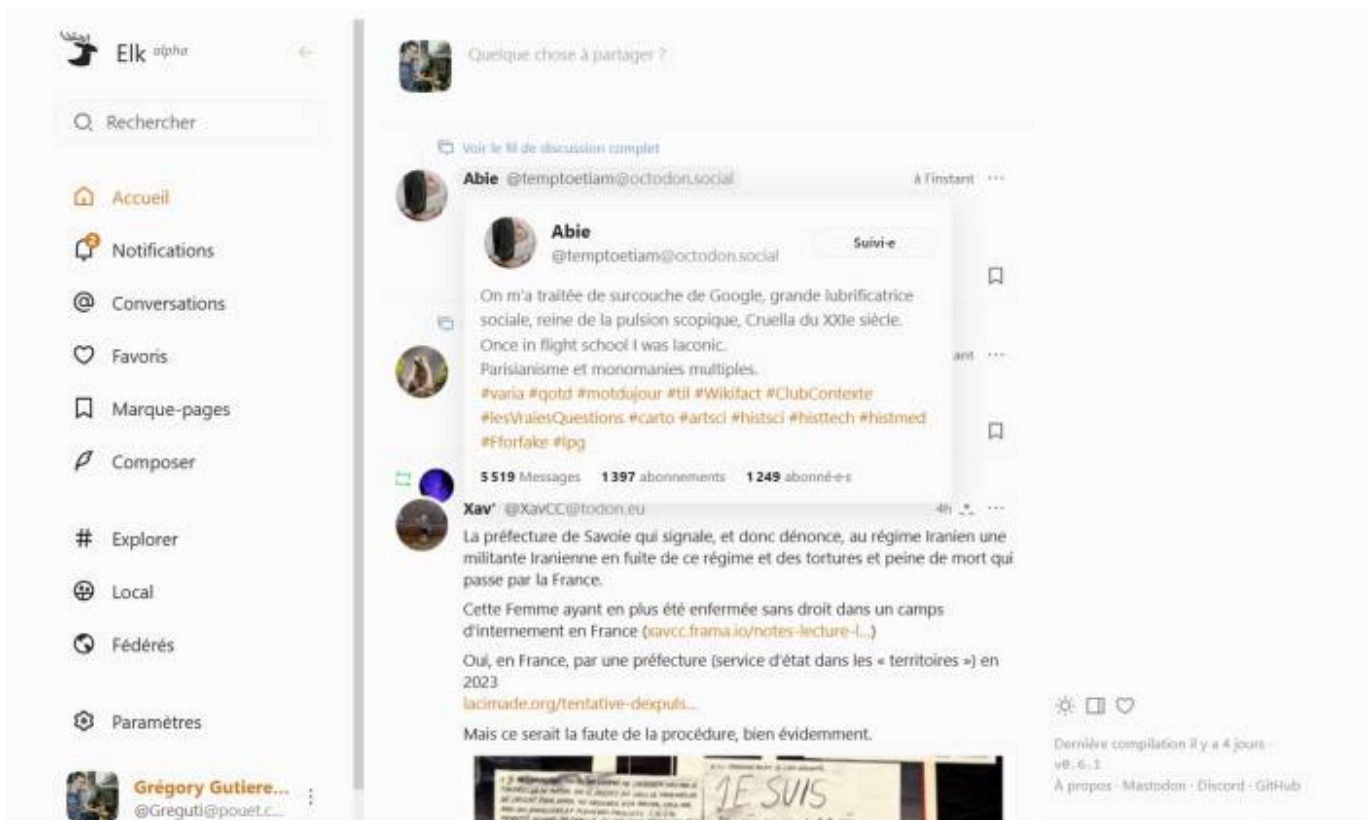 Elk alpha
Rechercher
Accueil
2
Notifications
Conversations
Favoris
Marque-pages
Composer
Explorer
Local
Fédérés
Paramètres
Grégory Gutiere...
@Greguti@pouet.c...
Quelque chose à partager ?
Voir le fil de discussion complet
Abie @temptoetiam@octodon.social à l'instant
Abie
@temptoetiam@octodon.social
Suivi·e
On m'a traitée de surcouche de Google, grande lubrificatrice
sociale, reine de la pulsion scopique, Cruella du XXIe siècle.
Once in flight school I was laconic.
Parisianisme et monomanies multiples.
#varia #qotd #motdujour #til #Wikifact #ClubContexte
#lesVraiesQuestions #carto #artsci #histsci #histtech #histmed
#Fforfake #lpg
5 519 Messages 1 397 abonnements 1 249 abonné·e·s
ant
Xav' @XavCC@todon.eu 4h
La préfecture de Savoie qui signale, et donc dénonce, au régime Iranien une
militante Iranienne en fuite de ce régime et des tortures et peine de mort qui
passe par la France.
Cette Femme ayant en plus été enfermée sans droit dans un camps
d'internement en France (xavcc.frama.io/notes-lecture-l...)
Oui, en France, par une préfecture (service d'état dans les « territoires ») en
2023
lacimade.org/tentative-dexpuls...
Mais ce serait la faute de la procédure, bien évidemment.
JE SUIS
Dernière compilation il y a 4 jours ·
v0.6.1
À propos · Mastodon · Discord · GitHub